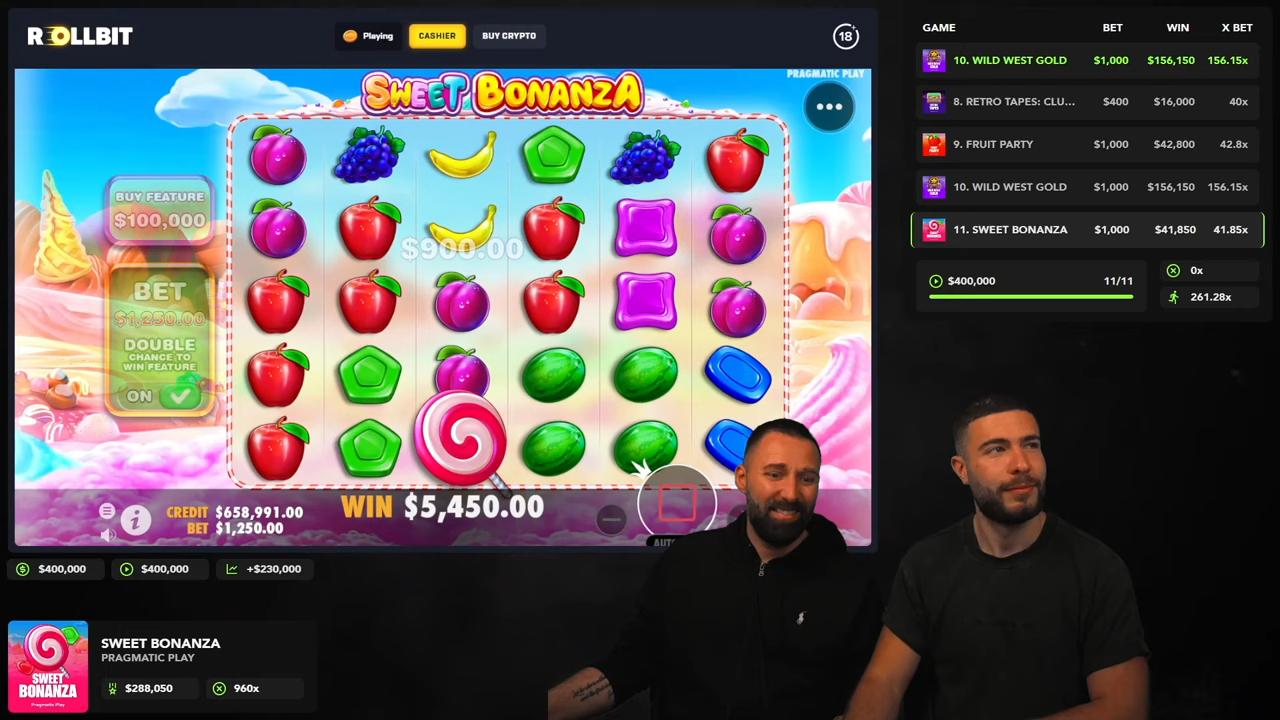 ROLLBIT
Playing
CASHIER
BUY CRYPTO
18
PRAGMATIC PLAY
SWEET BONANZA
BUY FEATURE
$100,000
BET
$1,250.00
DOUBLE
CHANCE TO
WIN FEATURE
ON
$900.00
CREDIT $658,991.00
BET $1,250.00
WIN $5,450.00
GAME BET WIN X BET
10. WILD WEST GOLD $1,000 $156,150 156.15x
8. RETRO TAPES: CLU... $400 $16,000 40x
9. FRUIT PARTY $1,000 $42,800 42.8x
10. WILD WEST GOLD $1,000 $156,150 156.15x
11. SWEET BONANZA $1,000 $41,850 41.85x
$400,000 11/11
0x
261.28x
$400,000 $400,000 +$230,000
SWEET BONANZA
PRAGMATIC PLAY
$288,050 960x
SWEET
BONANZA
Pragmatic Play